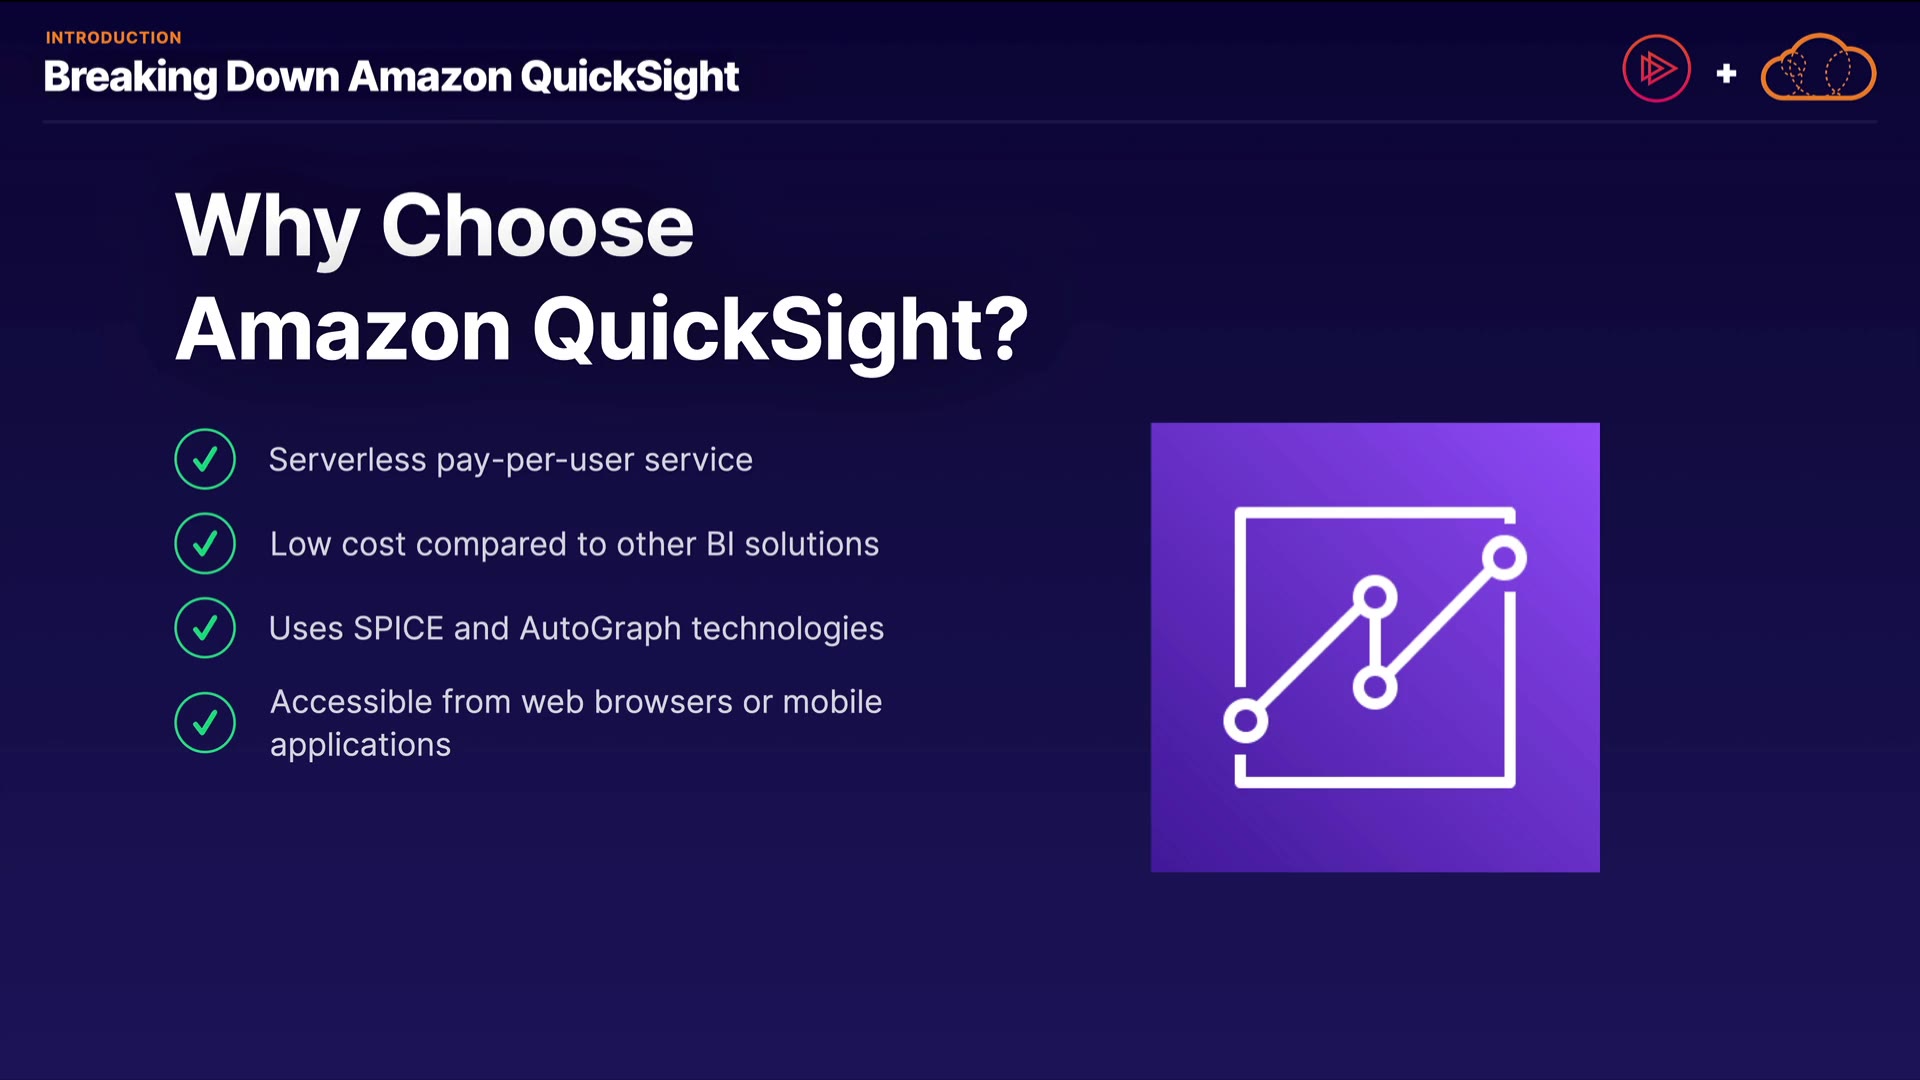 INTRODUCTION
Breaking Down Amazon QuickSight
+
Why Choose
Amazon QuickSight?
Serverless pay-per-user service
Low cost compared to other BI solutions
Uses SPICE and AutoGraph technologies
Accessible from web browsers or mobile
applications